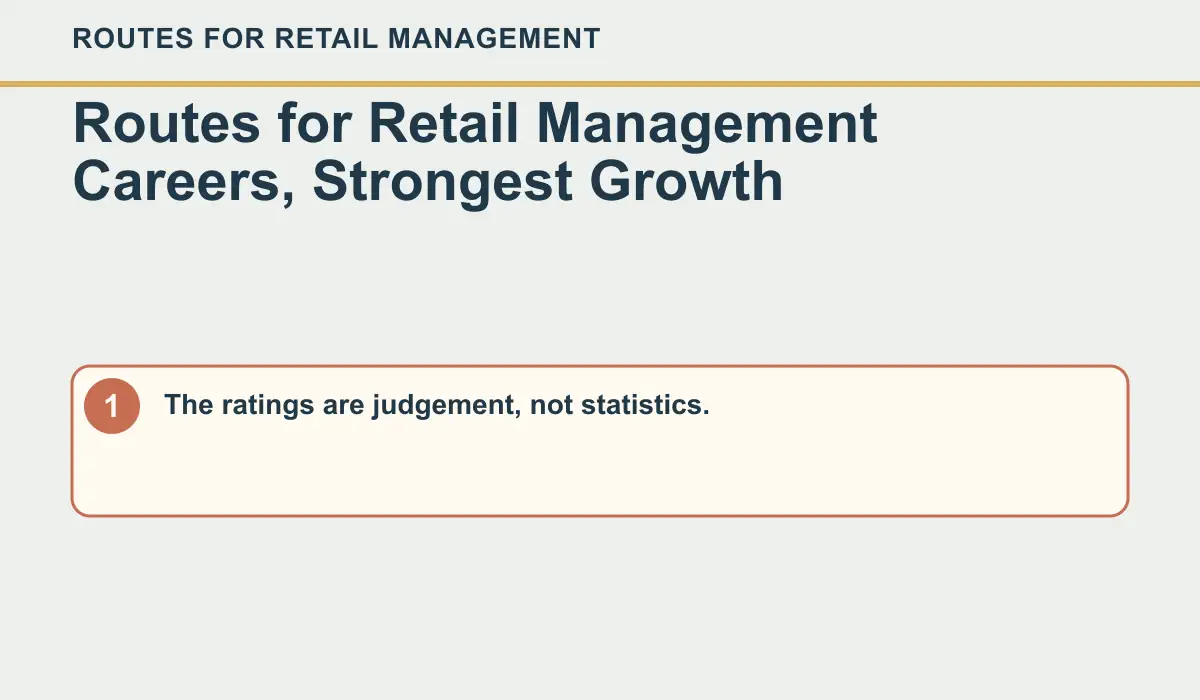 ROUTES FOR RETAIL MANAGEMENT
Routes for Retail Management
Careers, Strongest Growth
1
The ratings are judgement, not statistics.